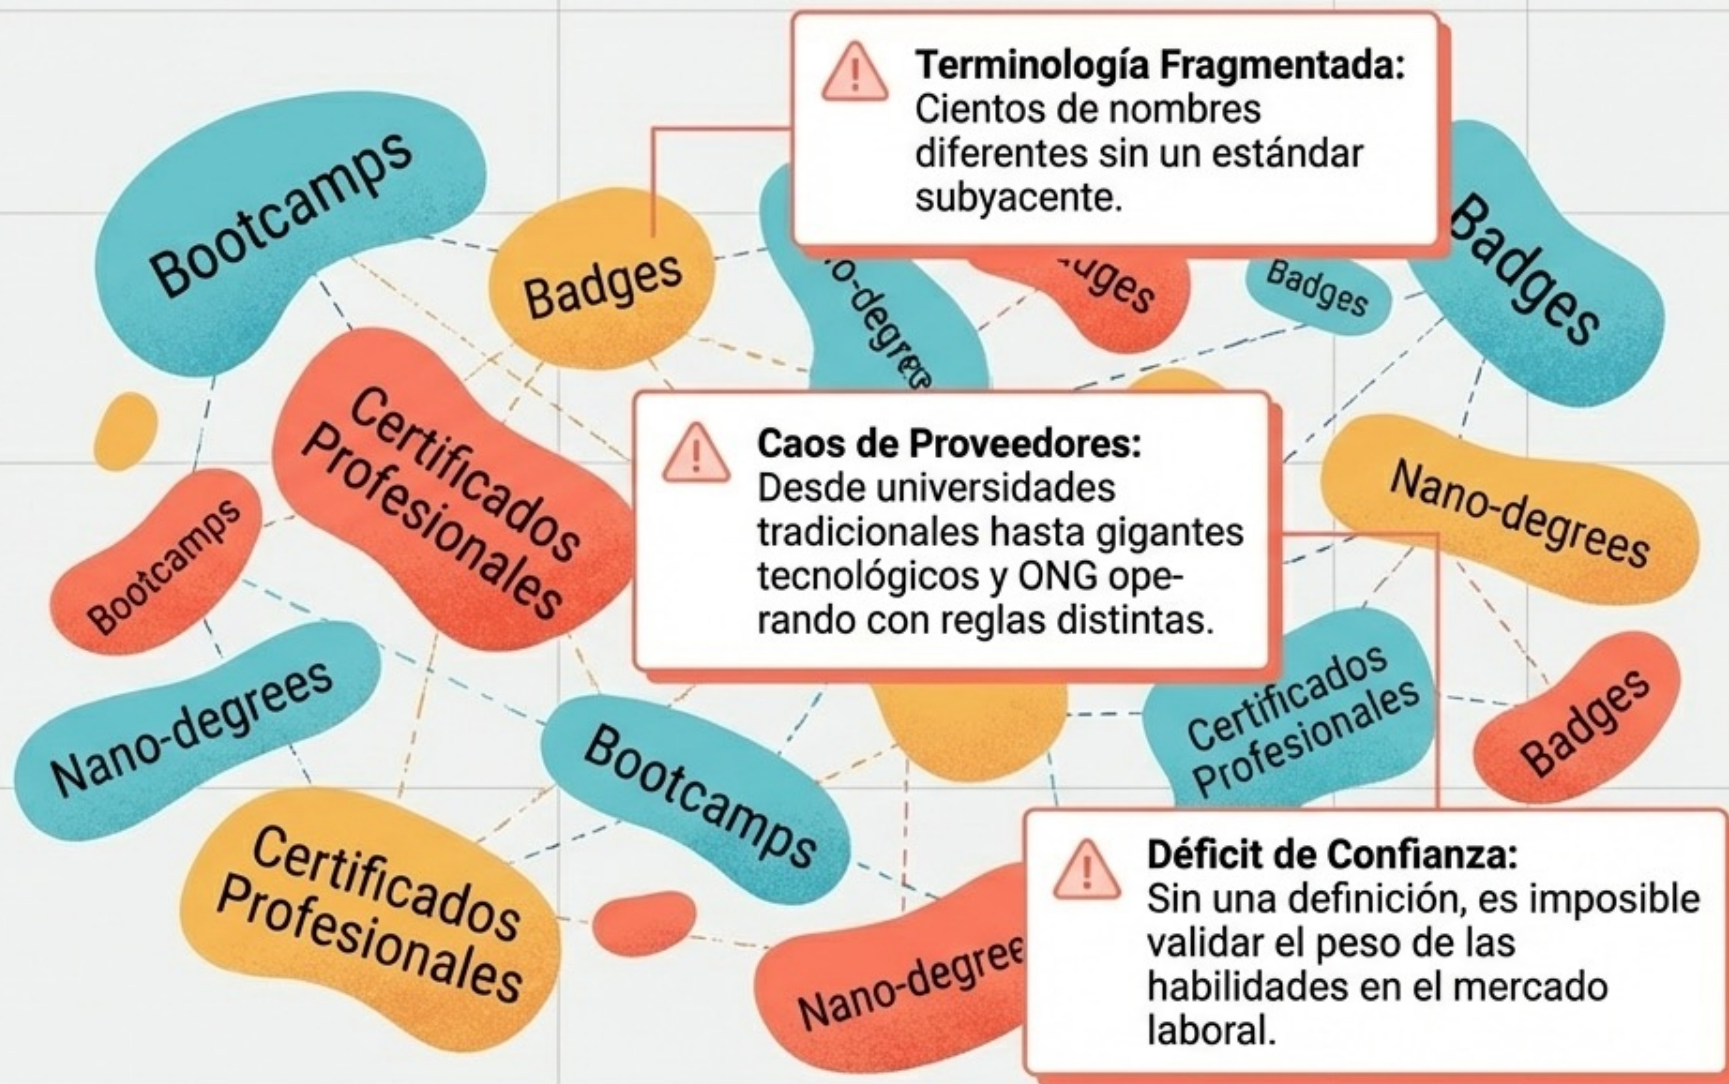 Terminología Fragmentada:
Cientos de nombres
diferentes sin un estándar
subyacente.
Bootcamps
Badges
Badges
Badges
Caos de Proveedores:
Desde universidades
tradicionales hasta gigantes
tecnológicos y ONG ope-
rando con reglas distintas.
Certificados
Profesionales
Nano-degrees
Bootcamps
Nano-degrees
Bootcamps
Certificados
Profesionales
Badges
Certificados
Profesionales
Nano-degree
Déficit de Confianza:
Sin una definición, es imposible
validar el peso de las
habilidades en el mercado
laboral.